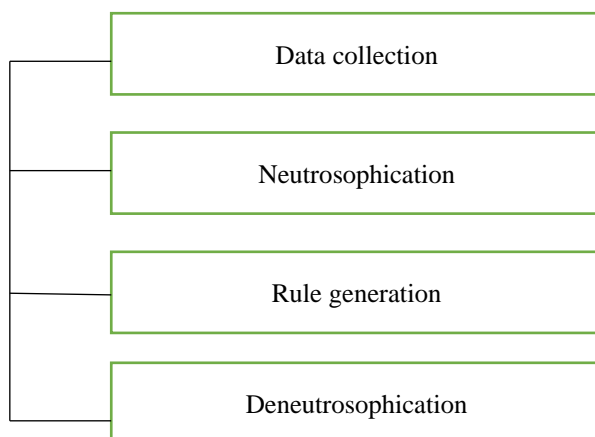 Data collection
Neutrosophication
Rule generation
Deneutrosophication